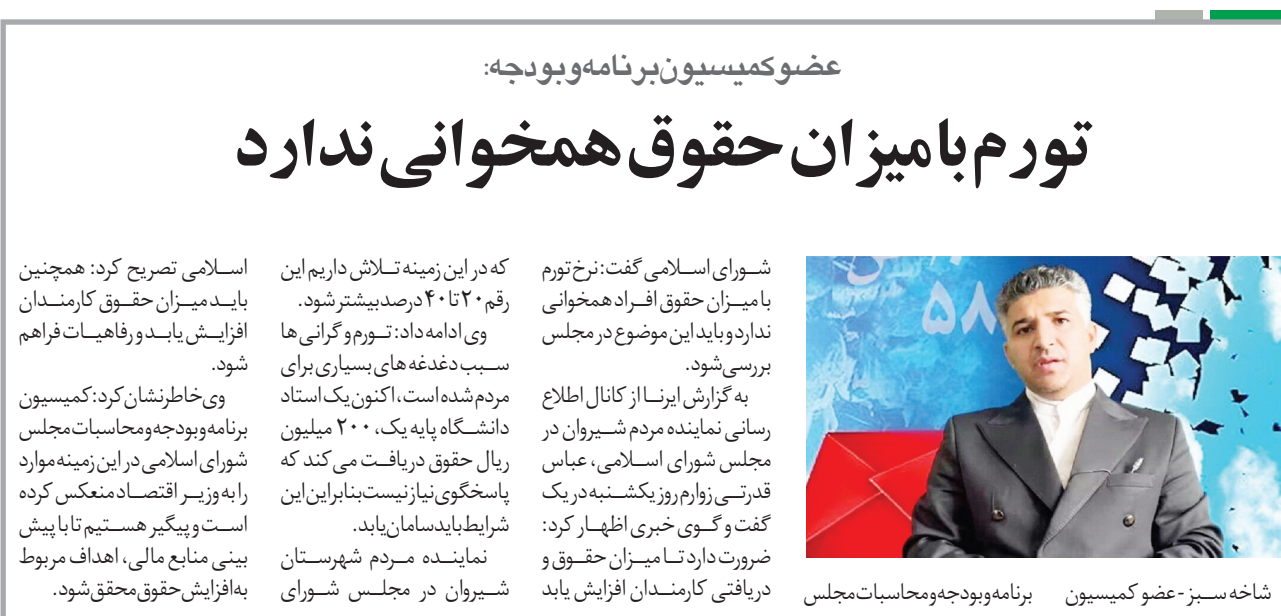 عضو کمیسیون برنامه و بودجه:
تورم با میزان حقوق همخوانی ندارد
۵۸
شاخه سبز - عضو کمیسیون برنامه و بودجه و محاسبات مجلس
شورای اسلامی گفت: نرخ تورم
با میزان حقوق افراد همخوانی
ندارد و باید این موضوع در مجلس
بررسی شود.
به گزارش ایرنا از کانال اطلاع
رسانی نماینده مردم شیروان در
مجلس شورای اسلامی، عباس
قدرتی زوارم روز یکشنبه در یک
گفت و گوی خبری اظهار کرد:
ضرورت دارد تا میزان حقوق و
دریافتی کارمندان افزایش یابد
که در این زمینه تلاش داریم این
رقم ۲۰ تا ۴۰ درصد بیشتر شود.
وی ادامه داد: تورم و گرانی ها
سبب دغدغه های بسیاری برای
مردم شده است، اکنون یک استاد
دانشگاه پایه یک، ۲۰۰ میلیون
ریال حقوق دریافت می کند که
پاسخگوی نیاز نیست بنابراین این
شرایط باید سامان یابد.
نماینده مردم شهرستان
شیروان در مجلس شورای
اسلامی تصریح کرد: همچنین
باید میزان حقوق کارمندان
افزایش یابد و رفاهیات فراهم
شود.
وی خاطرنشان کرد: کمیسیون
برنامه و بودجه و محاسبات مجلس
شورای اسلامی در این زمینه موارد
را به وزیر اقتصاد منعکس کرده
است و پیگیر هستیم تا با پیش
بینی منابع مالی، اهداف مربوط
به افزایش حقوق محقق شود.